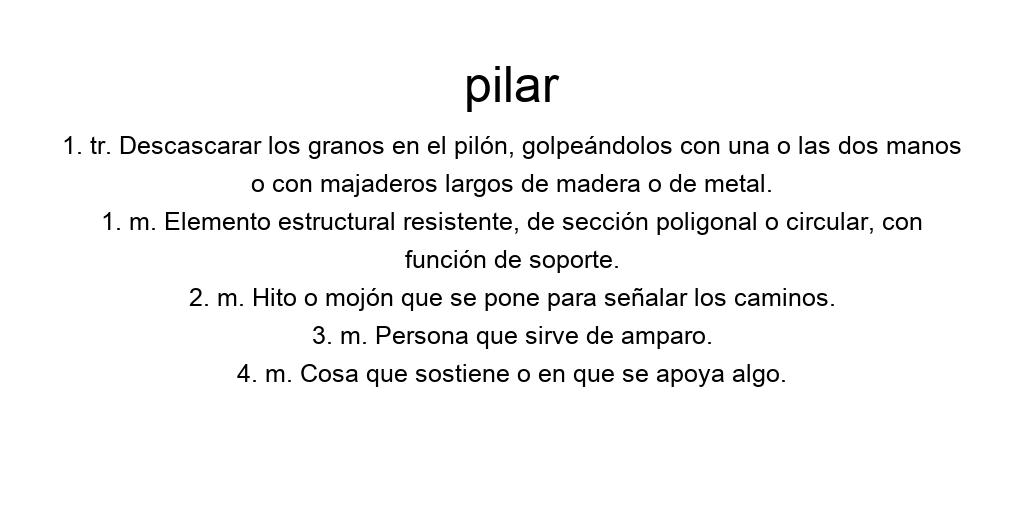 pilar
1. tr. Descascarar los granos en el pilón, golpeándolos con una o las dos manos
o con majaderos largos de madera o de metal.
1. m. Elemento estructural resistente, de sección poligonal o circular, con
función de soporte.
2. m. Hito o mojón que se pone para señalar los caminos.
3. m. Persona que sirve de amparo.
4. m. Cosa que sostiene o en que se apoya algo.